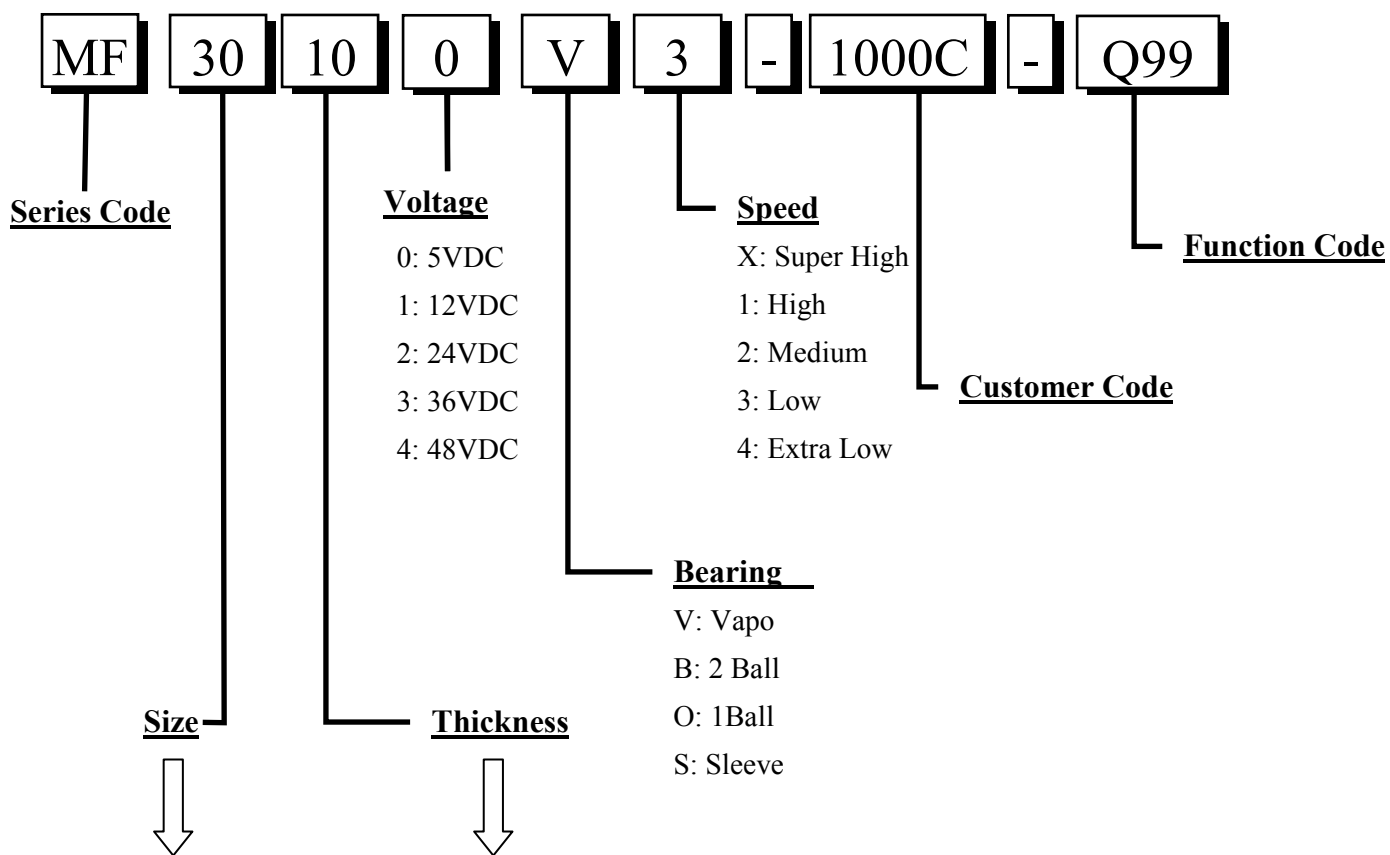 MF 30 10 0 V 3 - 1000C - Q99
Series Code
Voltage
0: 5VDC
1: 12VDC
2: 24VDC
3: 36VDC
4: 48VDC
Speed
X: Super High
1: High
2: Medium
3: Low
4: Extra Low
Function Code
Customer Code
Bearing
V: Vapo
B: 2 Ball
O: 1Ball
S: Sleeve
Size
Thickness